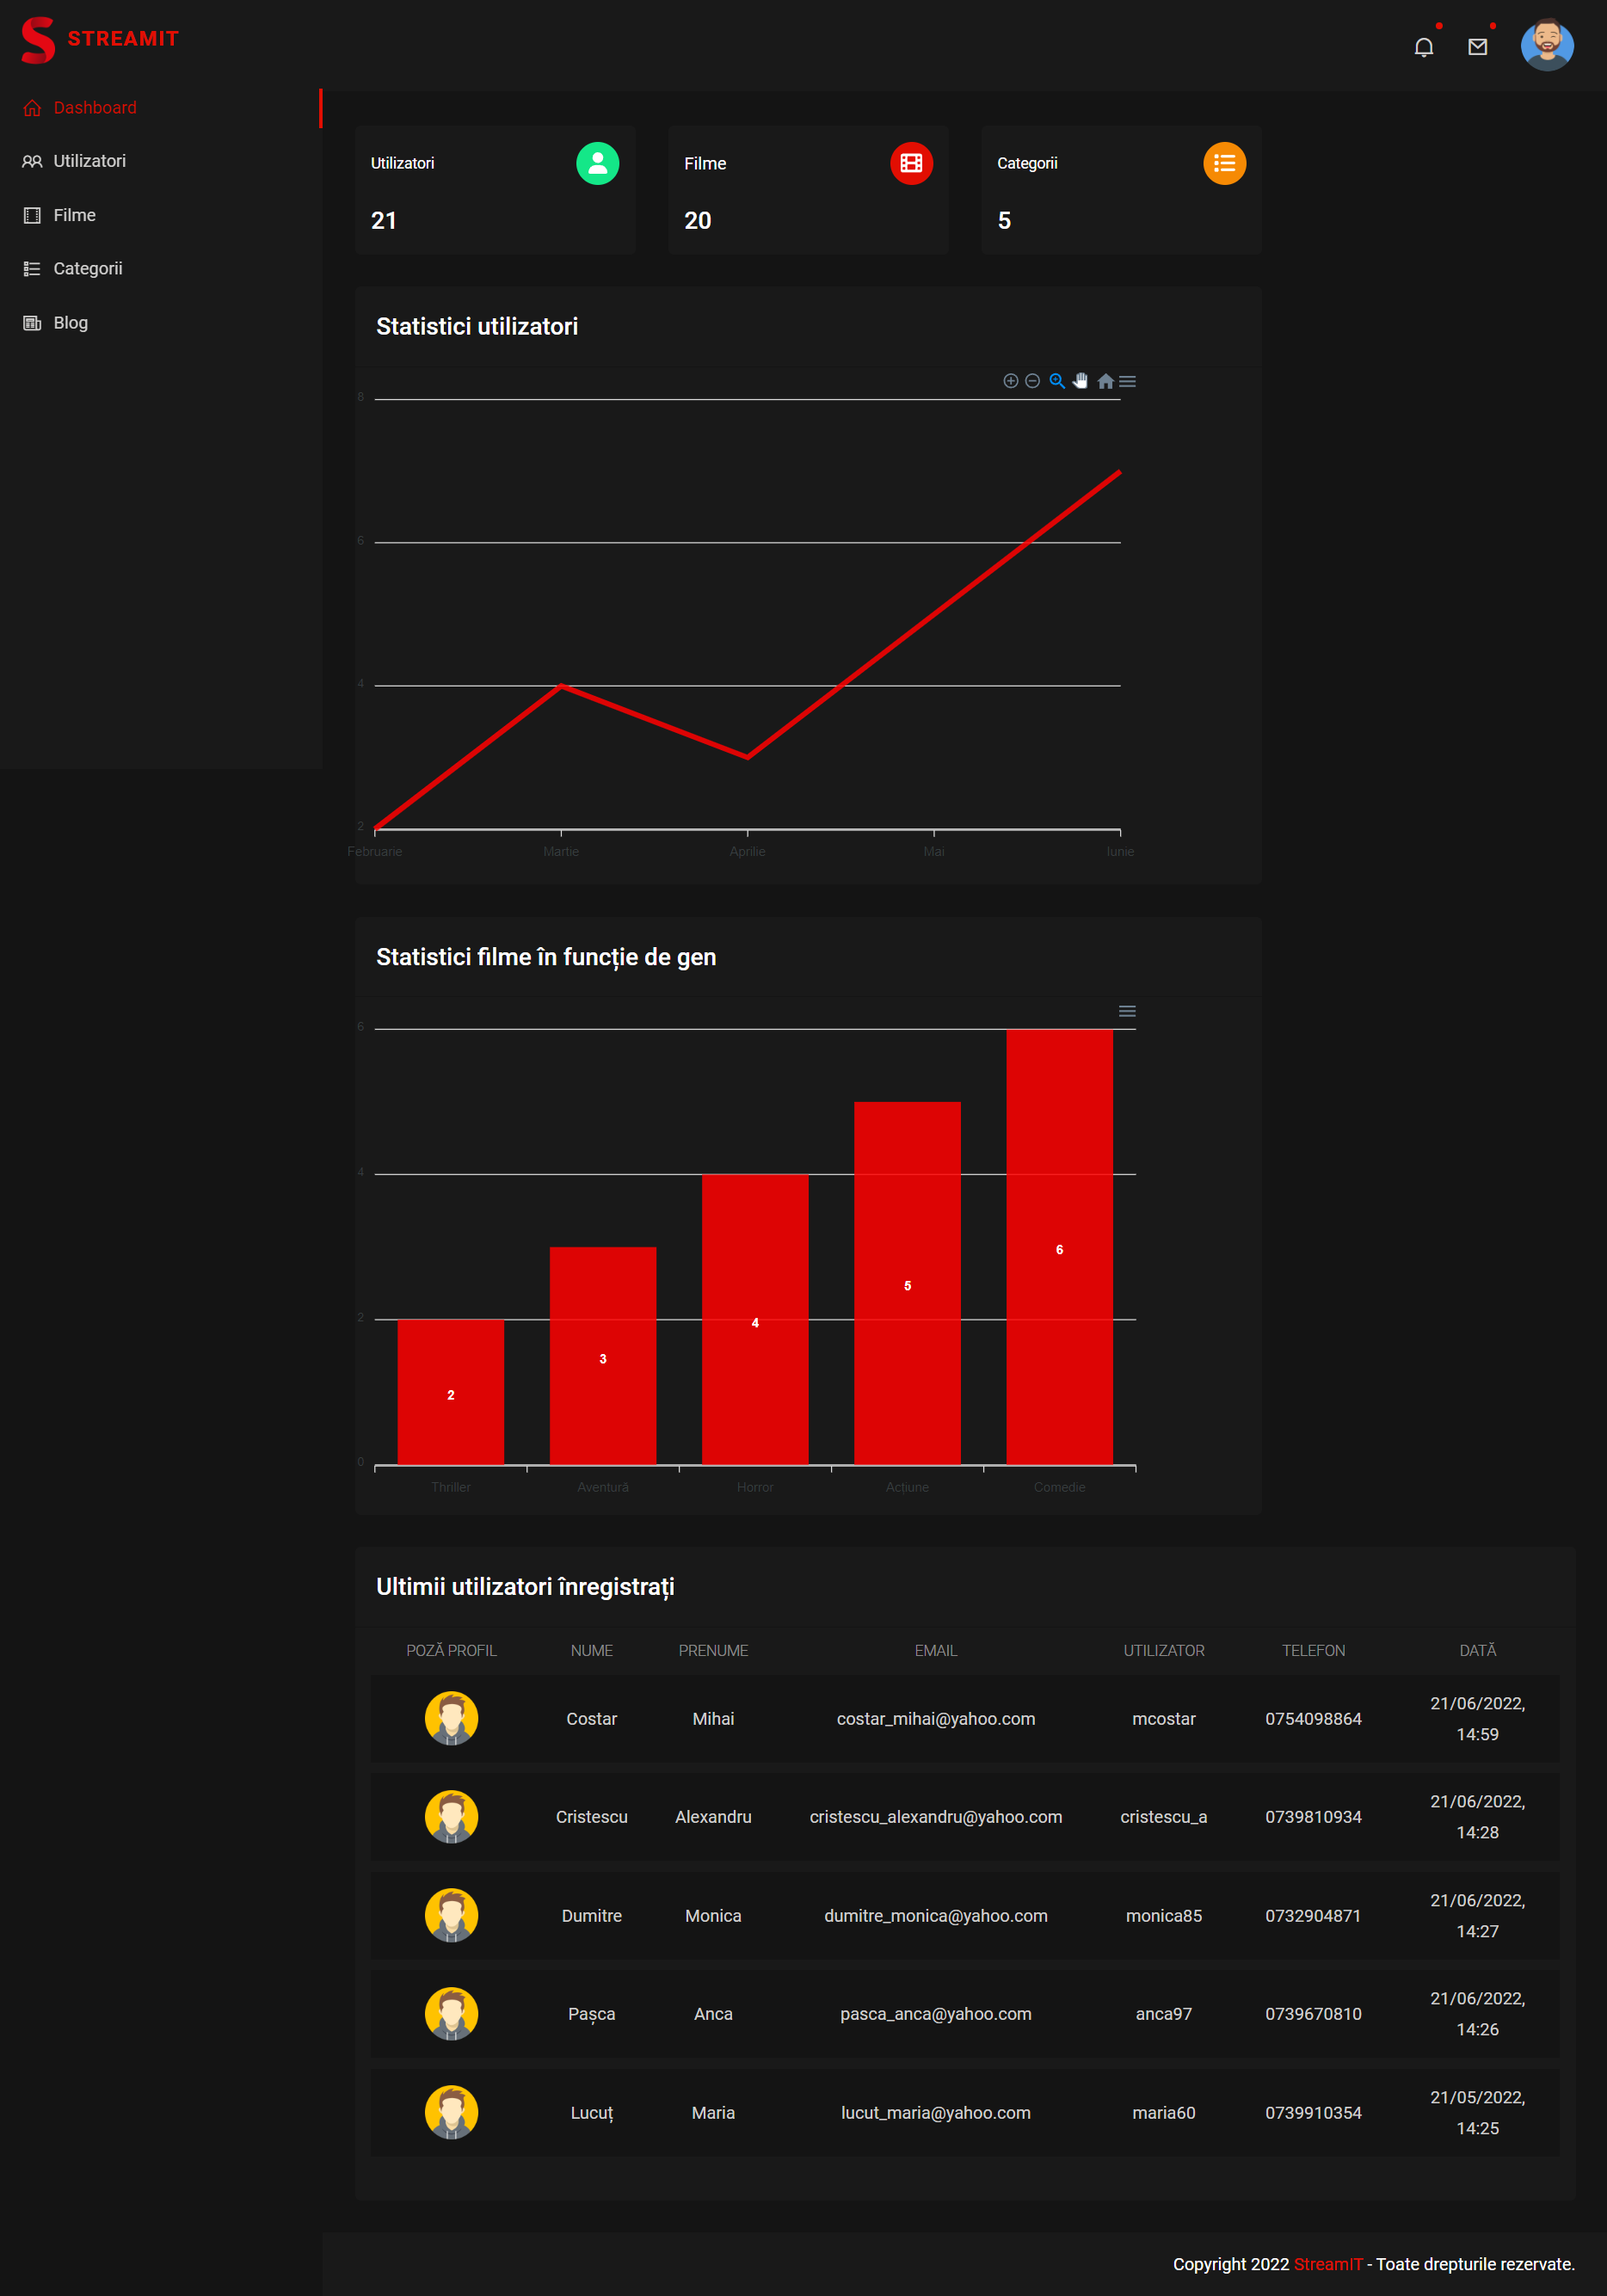 STREAMIT
Dashboard
Utilizatori
Filme
Categorii
Blog
Utilizatori
21
Filme
20
Categorii
5
Statistici utilizatori
8
6
4
2
Februarie Martie Aprilie Mai Iunie
Statistici filme în funcție de gen
6
4
2
0
2 3 4 5 6
Thriller Aventură Horror Acțiune Comedie
Ultimii utilizatori înregistrați
POZĂ PROFIL NUME PRENUME EMAIL UTILIZATOR TELEFON DATĂ
Costar Mihai costar_mihai@yahoo.com mcostar 0754098864 21/06/2022,
14:59
Cristescu Alexandru cristescu_alexandru@yahoo.com cristescu_a 0739810934 21/06/2022,
14:28
Dumitre Monica dumitre_monica@yahoo.com monica85 0732904871 21/06/2022,
14:27
Pașca Anca pasca_anca@yahoo.com anca97 0739670810 21/06/2022,
14:26
Lucuț Maria lucut_maria@yahoo.com maria60 0739910354 21/05/2022,
14:25
Copyright 2022 StreamIT - Toate drepturile rezervate.